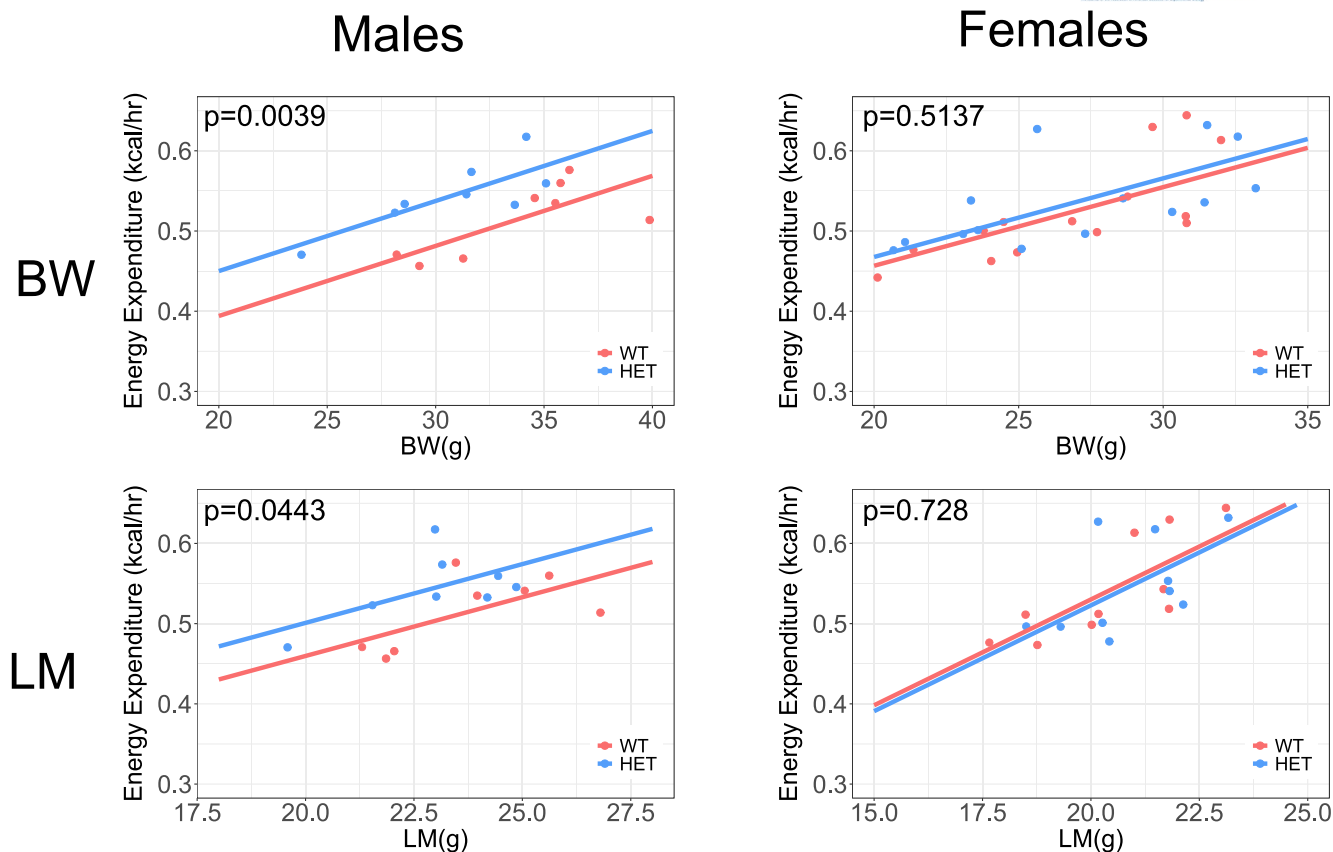 Males
Females
BW
p=0.0039
Energy Expenditure (kcal/hr)
0.6
0.5
0.4
0.3
20
25
30
35
40
BW(g)
WT
HET
p=0.5137
Energy Expenditure (kcal/hr)
0.6
0.5
0.4
0.3
20
25
30
35
BW(g)
WT
HET
LM
p=0.0443
Energy Expenditure (kcal/hr)
0.6
0.5
0.4
0.3
17.5
20.0
22.5
25.0
27.5
LM(g)
WT
HET
p=0.728
Energy Expenditure (kcal/hr)
0.6
0.5
0.4
0.3
15.0
17.5
20.0
22.5
25.0
LM(g)
WT
HET